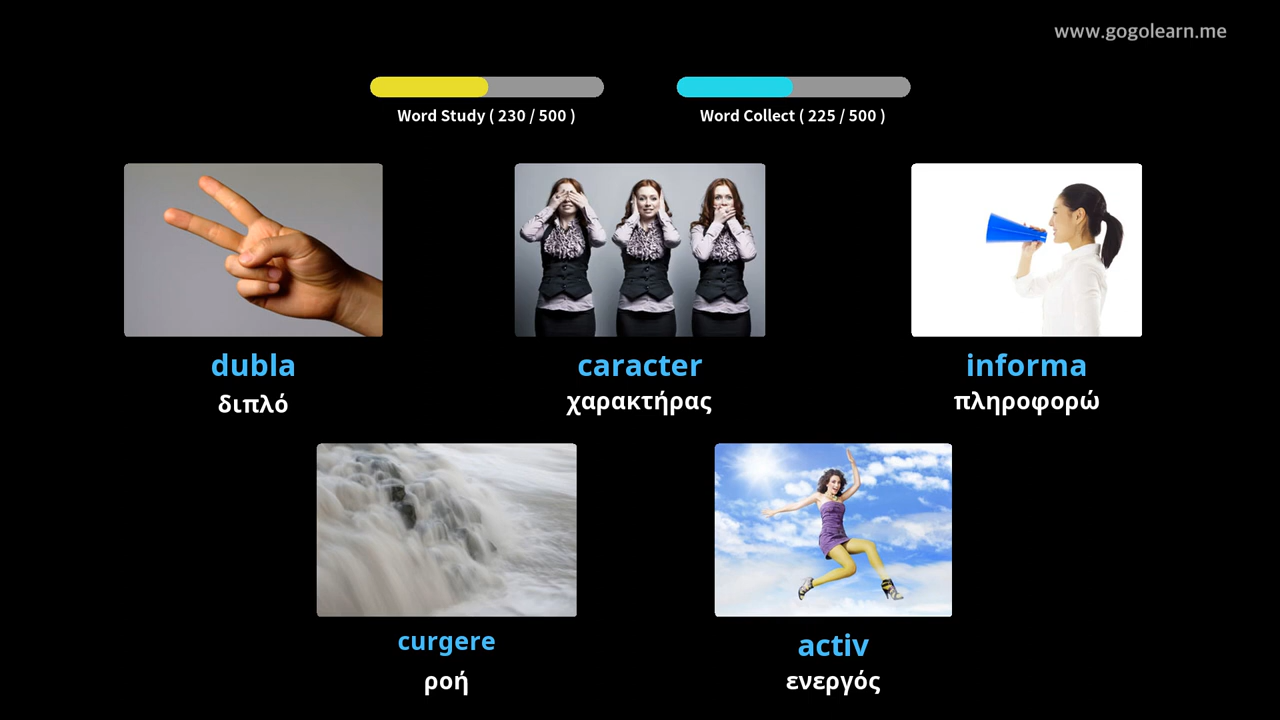 www.gogolearn.me
Word Study ( 230 / 500 )
Word Collect ( 225 / 500 )
dubla
διπλό
caracter
χαρακτήρας
informa
πληροφορώ
curgere
ροή
activ
ενεργός